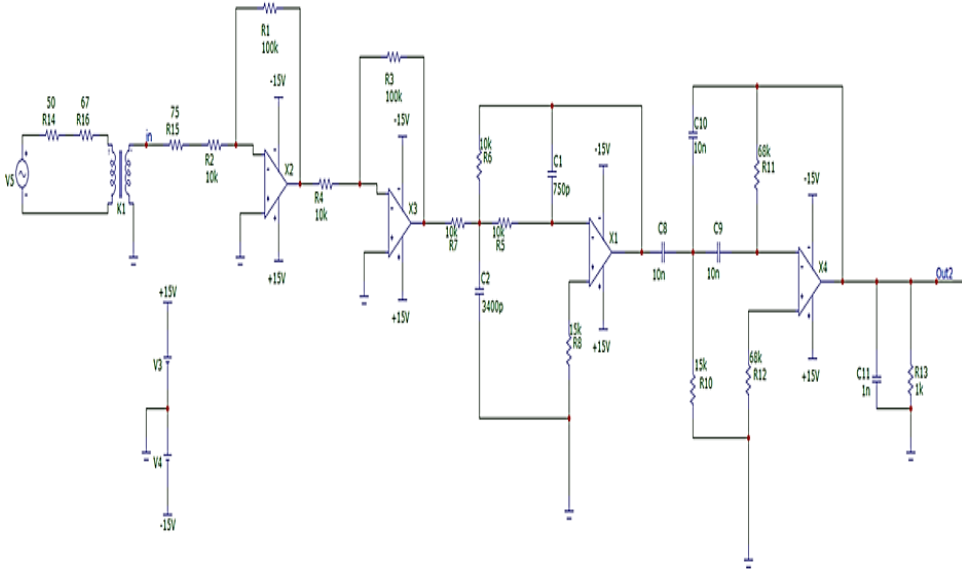 R1
100k
-15V
R3
100k
-15V
50
R14
67
R16
in
75
R15
R2
10k
X2
V5
K1
R4
10k
X3
+15V
+15V
10k
R6
C1
750p
-15V
10k
R7
10k
R5
X1
C2
3400p
15k
R8
+15V
C10
10n
68k
R11
-15V
C8
10n
C9
10n
X4
Out2
+15V
15k
R10
68k
R12
C11
1n
R13
1k
+15V
V3
V4
-15V